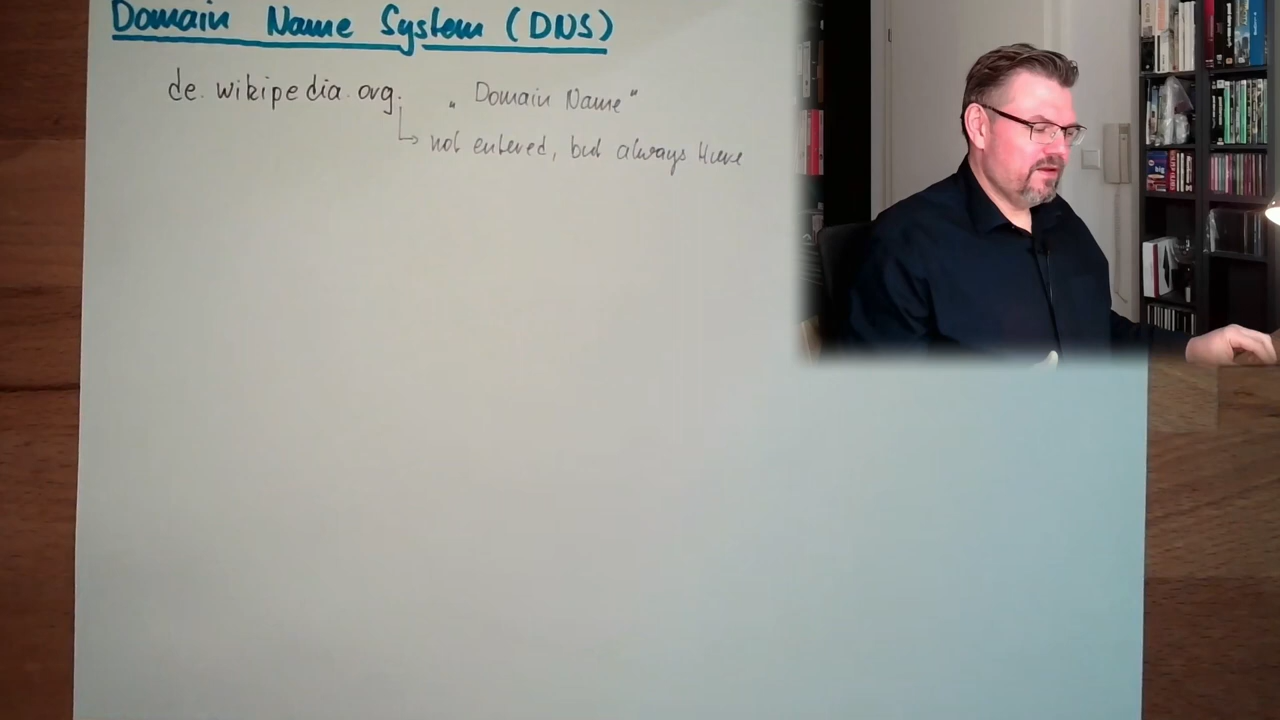 Domain Name System (DNS)
de.wikipedia.org. „Domain Name"
not entered, but always there